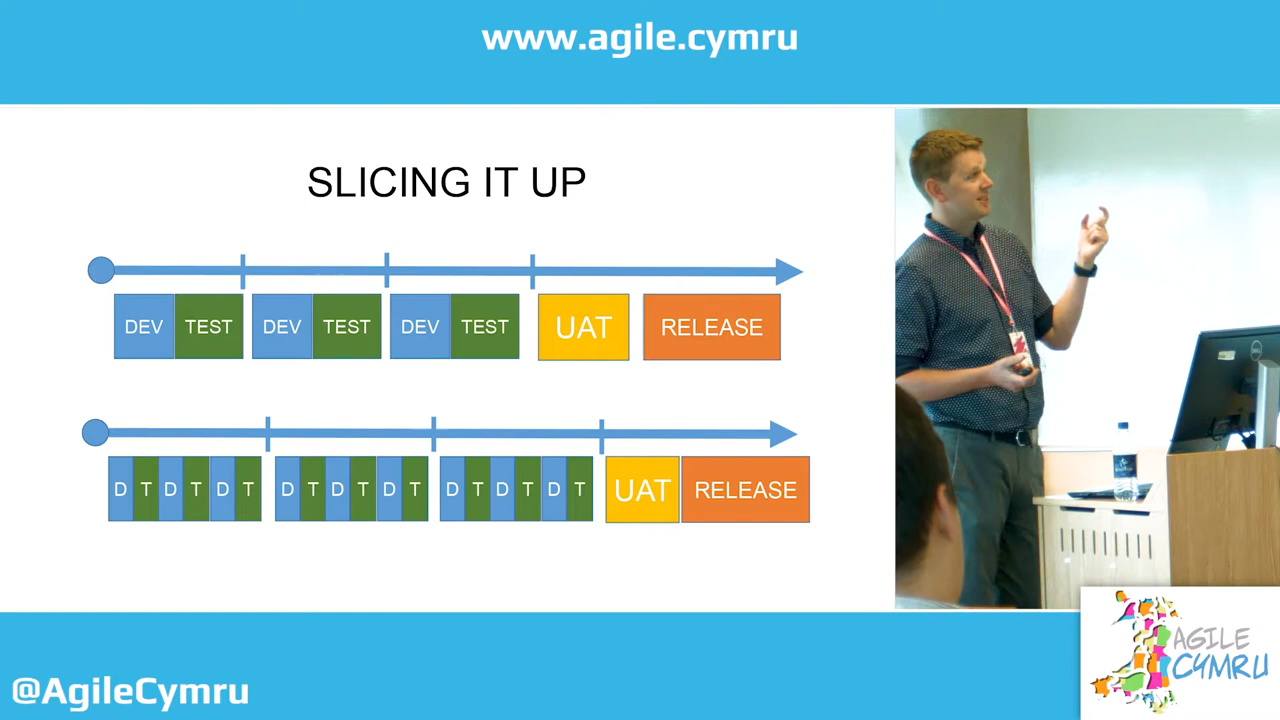 www.agile.cymru
SLICING IT UP
DEV TEST DEV TEST DEV TEST UAT RELEASE
D T D T D T D T D T D T D T D T D T UAT RELEASE
@AgileCymru
AGILE
CYMRU